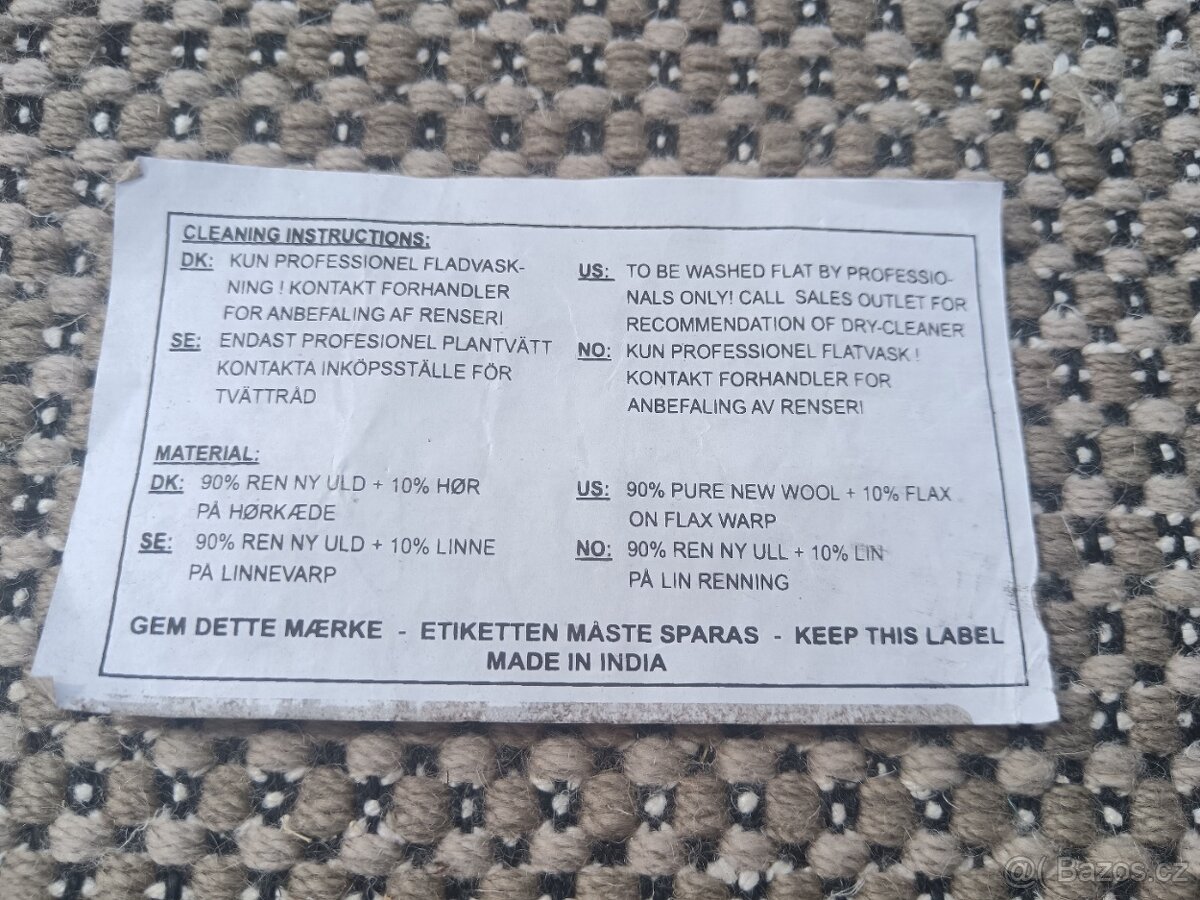 CLEANING INSTRUCTIONS:
DK: KUN PROFESSIONEL FLADVASK-
NING ! KONTAKT FORHANDLER
FOR ANBEFALING AF RENSERI
SE: ENDAST PROFESIONEL PLANTVÄTT
KONTAKTA INKÖPSSTÄLLE FÖR
TVÄTTRÅD
US: TO BE WASHED FLAT BY PROFESSIO-
NALS ONLY! CALL SALES OUTLET FOR
RECOMMENDATION OF DRY-CLEANER
NO: KUN PROFESSIONEL FLATVASK !
KONTAKT FORHANDLER FOR
ANBEFALING AV RENSERI
MATERIAL:
DK: 90% REN NY ULD + 10% HØR
PÅ HØRKÆDE
SE: 90% REN NY ULD + 10% LINNE
PÅ LINNEVARP
US: 90% PURE NEW WOOL + 10% FLAX
ON FLAX WARP
NO: 90% REN NY ULL + 10% LIN
PÅ LIN RENNING
GEM DETTE MÆRKE - ETIKETTEN MÅSTE SPARAS - KEEP THIS LABEL
MADE IN INDIA
@( Bazos.cz